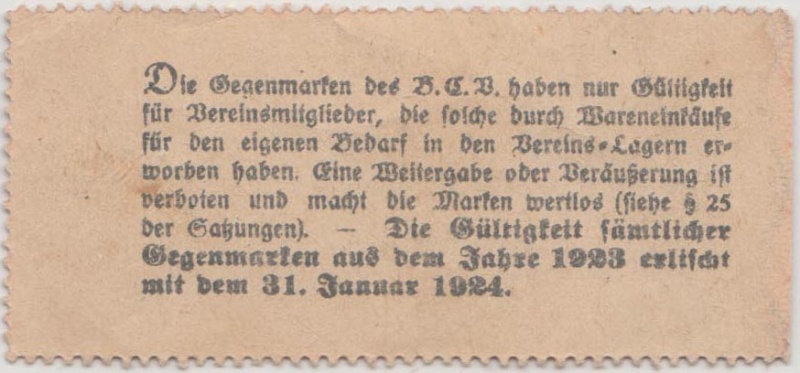 Die Gegenmarken des B.C.V. haben nur Gültigkeit
für Vereinsmitglieder, die solche durch Wareneinkäufe
für den eigenen Bedarf in den Vereins-Lagern er-
worben haben. Eine Weitergabe oder Veräußerung ist
verboten und macht die Marken wertlos (siehe § 25
der Satzungen). — Die Gültigkeit sämtlicher
Gegenmarken aus dem Jahre 1923 erlischt
mit dem 31. Januar 1924.